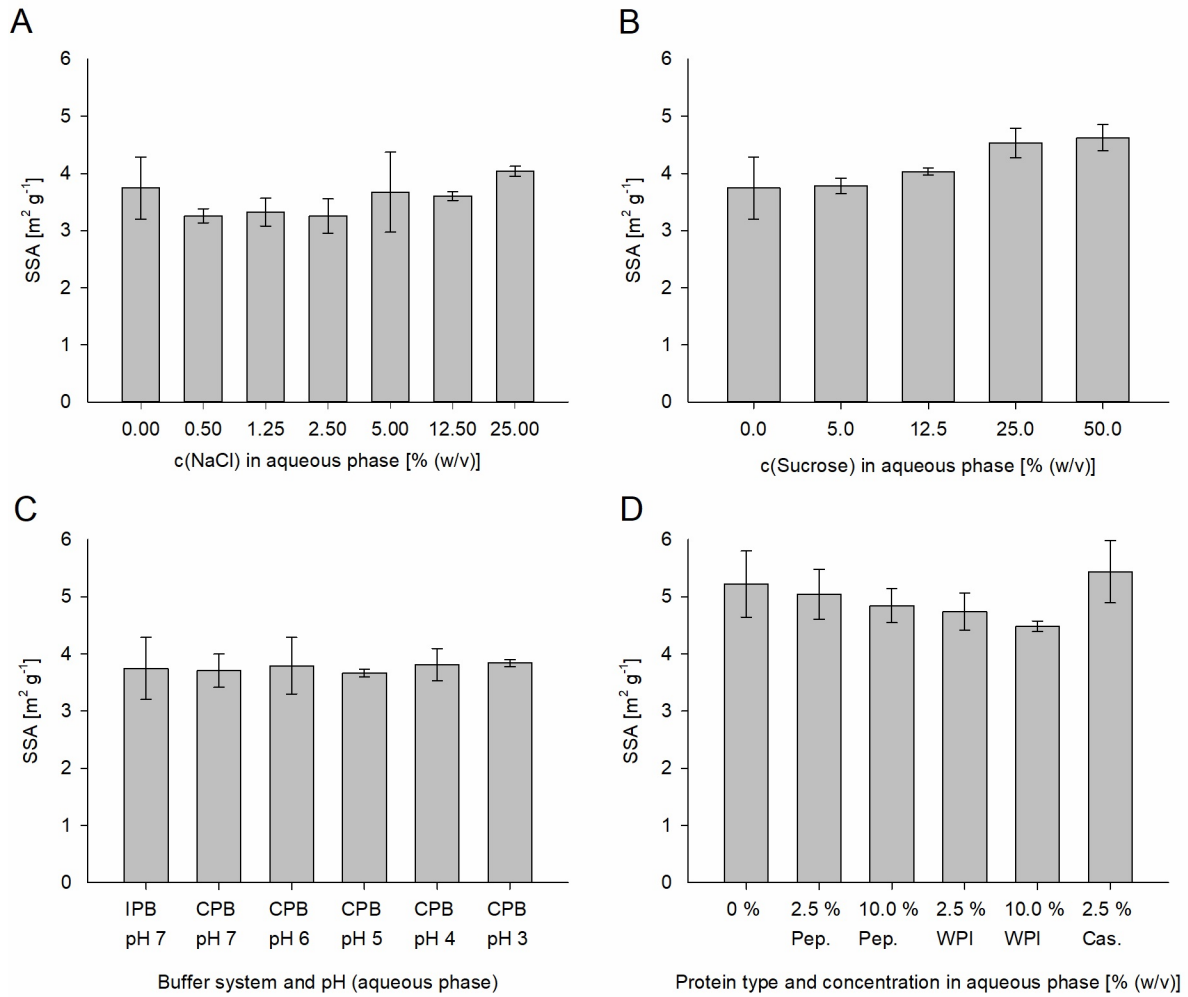 A
6
5
4
3
2
1
0
SSA [m² g⁻¹]
0.00 0.50 1.25 2.50 5.00 12.50 25.00
c(NaCl) in aqueous phase [% (w/v)]
B
6
5
4
3
2
1
0
SSA [m² g⁻¹]
0.0 5.0 12.5 25.0 50.0
c(Sucrose) in aqueous phase [% (w/v)]
C
6
5
4
3
2
1
0
SSA [m² g⁻¹]
IPB CPB CPB CPB CPB CPB
pH 7 pH 7 pH 6 pH 5 pH 4 pH 3
Buffer system and pH (aqueous phase)
D
6
5
4
3
2
1
0
SSA [m² g⁻¹]
0 % 2.5 % 10.0 % 2.5 % 10.0 % 2.5 %
Pep. Pep. WPI WPI Cas.
Protein type and concentration in aqueous phase [% (w/v)]